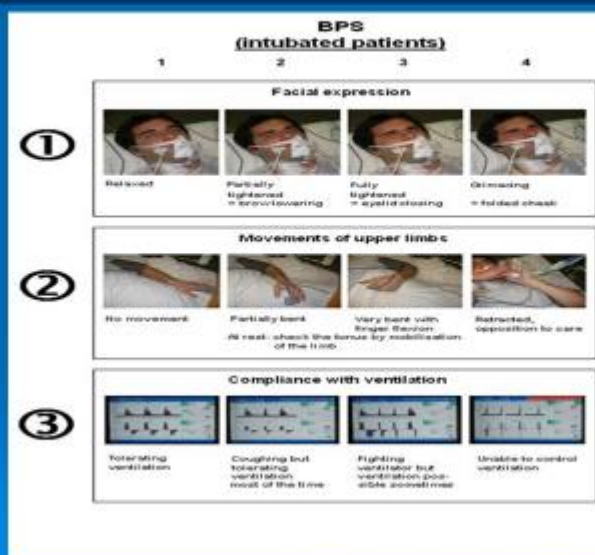 BPS
(intubated patients)
1 2 3 4
Facial expression
①
Relaxed
Partially
tightened
= brow lowering
Fully
tightened
= eyelid closing
Grimacing
= folded cheek
Movements of upper limbs
②
No movement
Partially bent
Very bent with
finger flexion
Retracted,
opposition to care
At rest: check the tonus by mobilisation
of the limb
Compliance with ventilation
③
Tolerating
ventilation
Coughing but
tolerating
ventilation
most of the time
Fighting
ventilator but
ventilation pos-
sible sometimes
Unable to control
ventilation